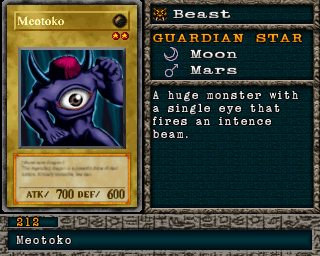 Meotoko
ATK/ 700 DEF/ 600
Beast
GUARDIAN STAR
Moon
Mars
A huge monster with
a single eye that
fires an intence
beam.
212
Meotoko